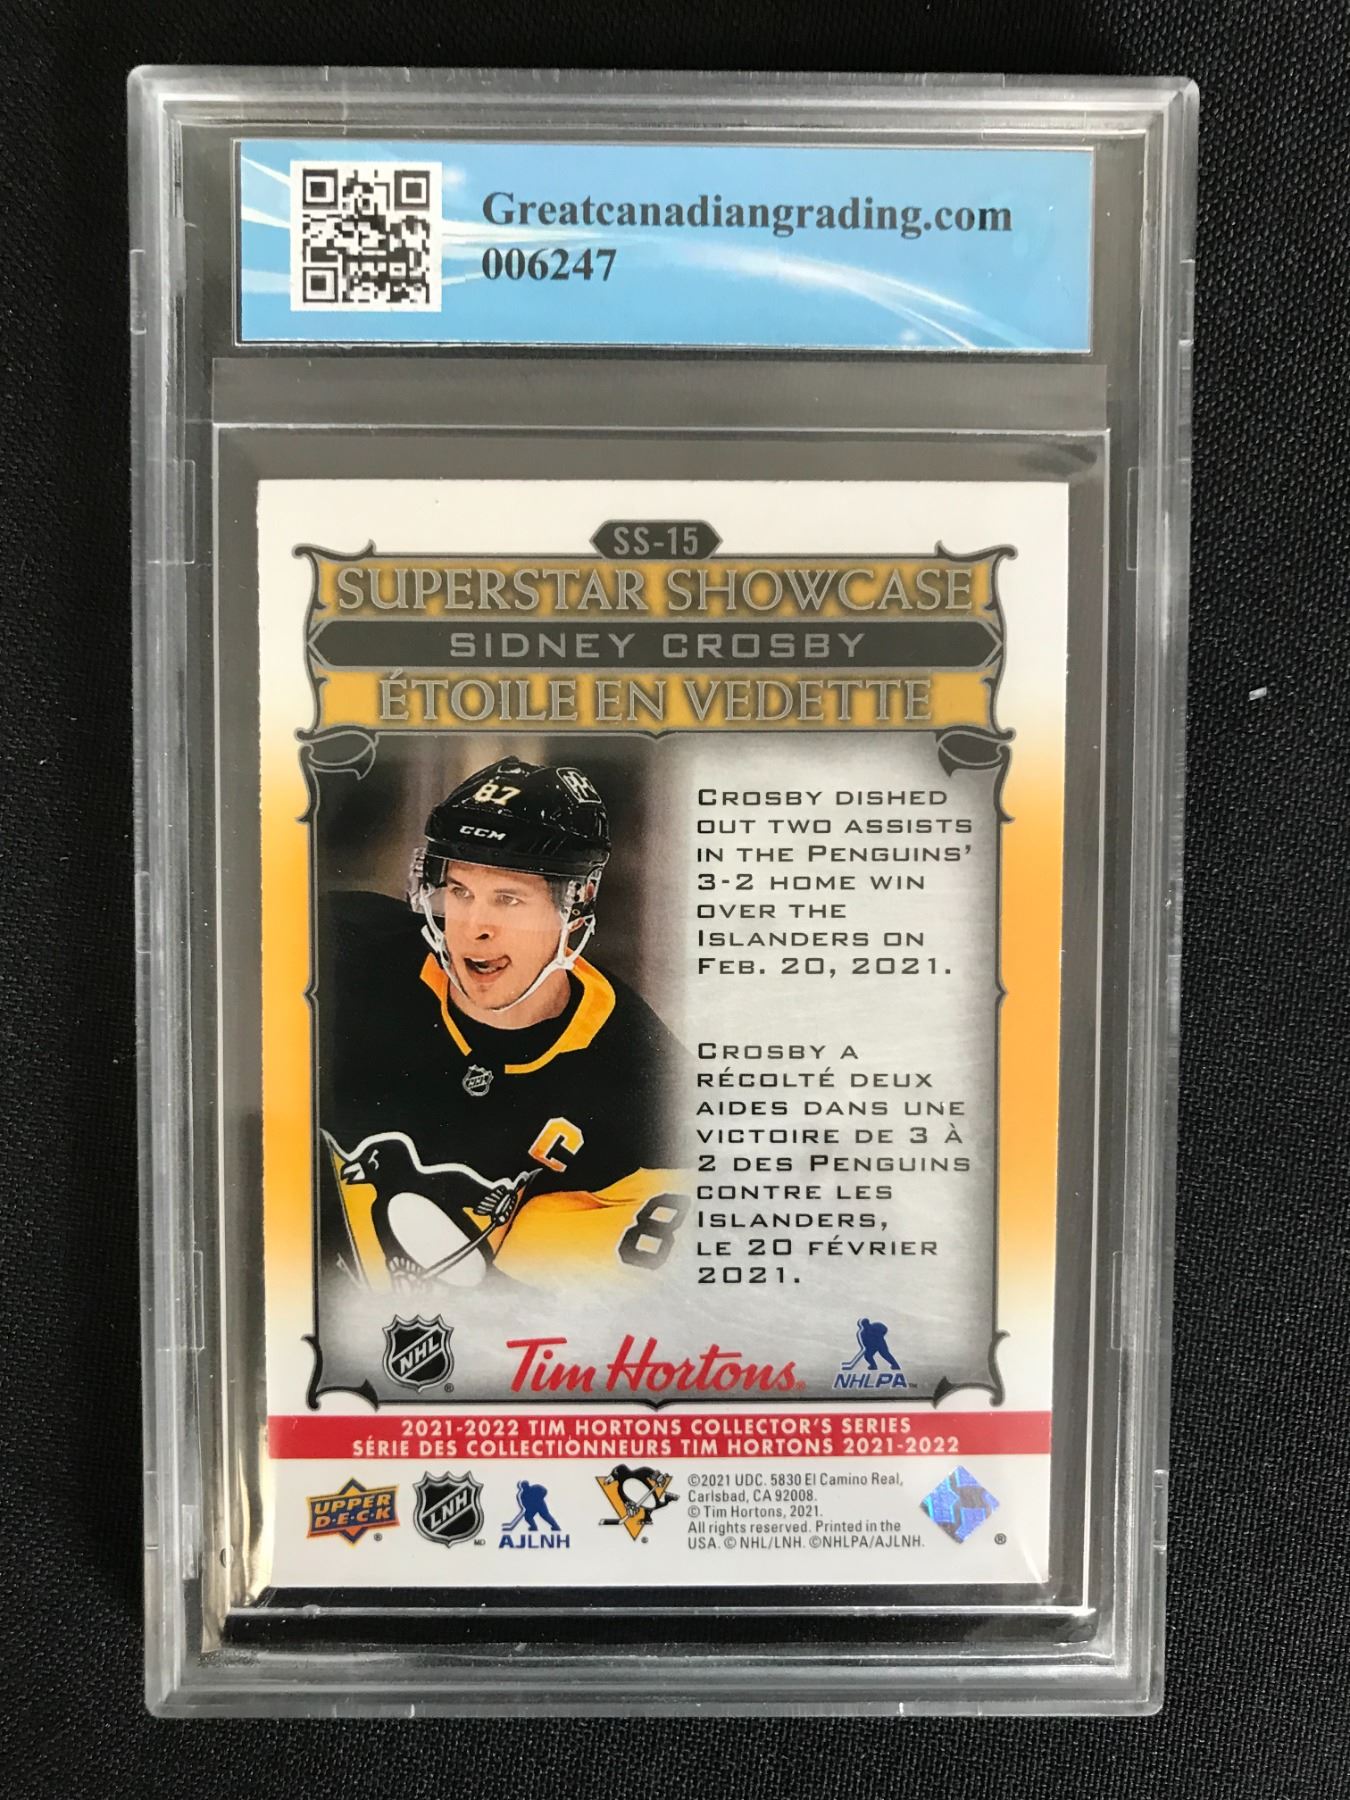 Greatcanadiangrading.com
006247
SS-15
SUPERSTAR SHOWCASE
SIDNEY CROSBY
ÉTOILE EN VEDETTE
87
CCM
CROSBY DISHED
OUT TWO ASSISTS
IN THE PENGUINS'
3-2 HOME WIN
OVER THE
ISLANDERS ON
FEB. 20, 2021.
CROSBY A
RÉCOLTÉ DEUX
AIDES DANS UNE
VICTOIRE DE 3 À
2 DES PENGUINS
CONTRE LES
ISLANDERS,
LE 20 FÉVRIER
2021.
NHL
C
8
NHL ®
Tim Hortons®
NHLPA™
2021-2022 TIM HORTONS COLLECTOR'S SERIES
SÉRIE DES COLLECTIONNEURS TIM HORTONS 2021-2022
UPPER
D·E·C·K ®
LNH MD
AJLNH
®
©2021 UDC. 5830 El Camino Real,
Carlsbad, CA 92008.
© Tim Hortons, 2021.
All rights reserved. Printed in the
USA. © NHL/LNH. ©NHLPA/AJLNH.
®